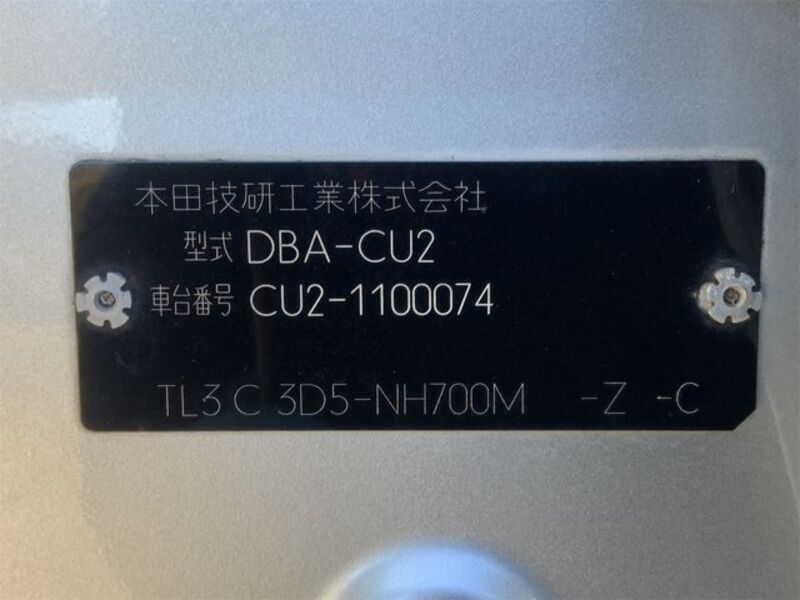 本田技研工業株式会社
型式 DBA-CU2
車台番号 CU2-1100074
TL3 C 3D5-NH700M -Z -C